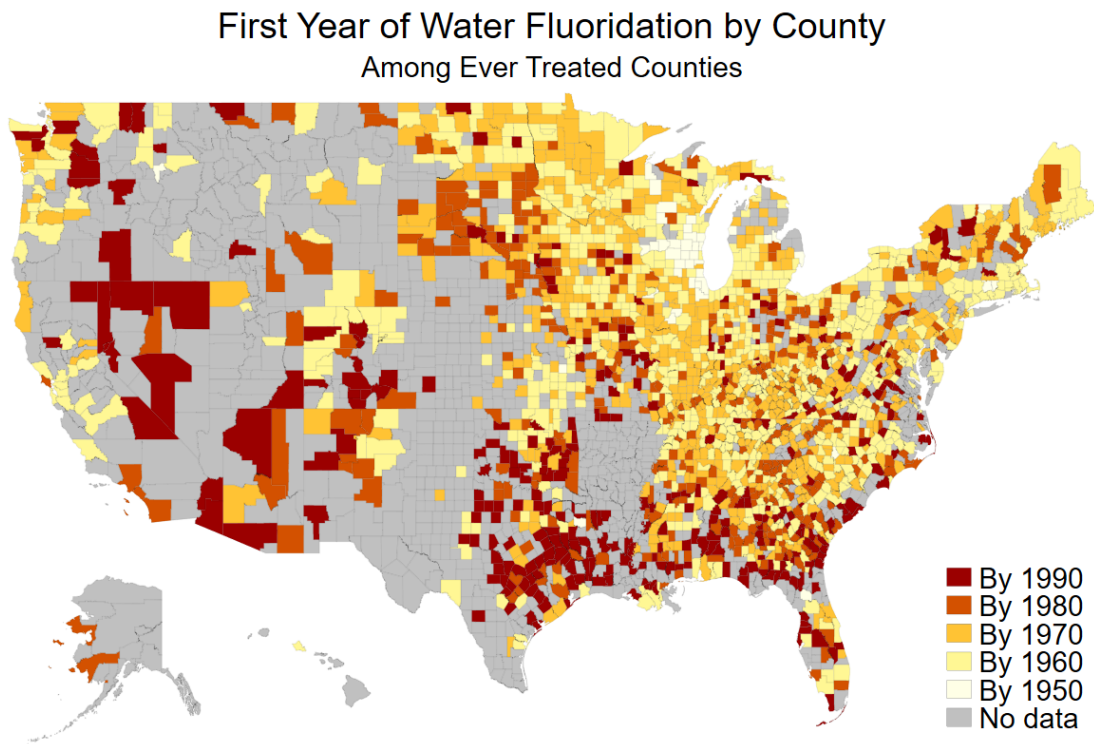 First Year of Water Fluoridation by County
Among Ever Treated Counties
By 1990
By 1980
By 1970
By 1960
By 1950
No data